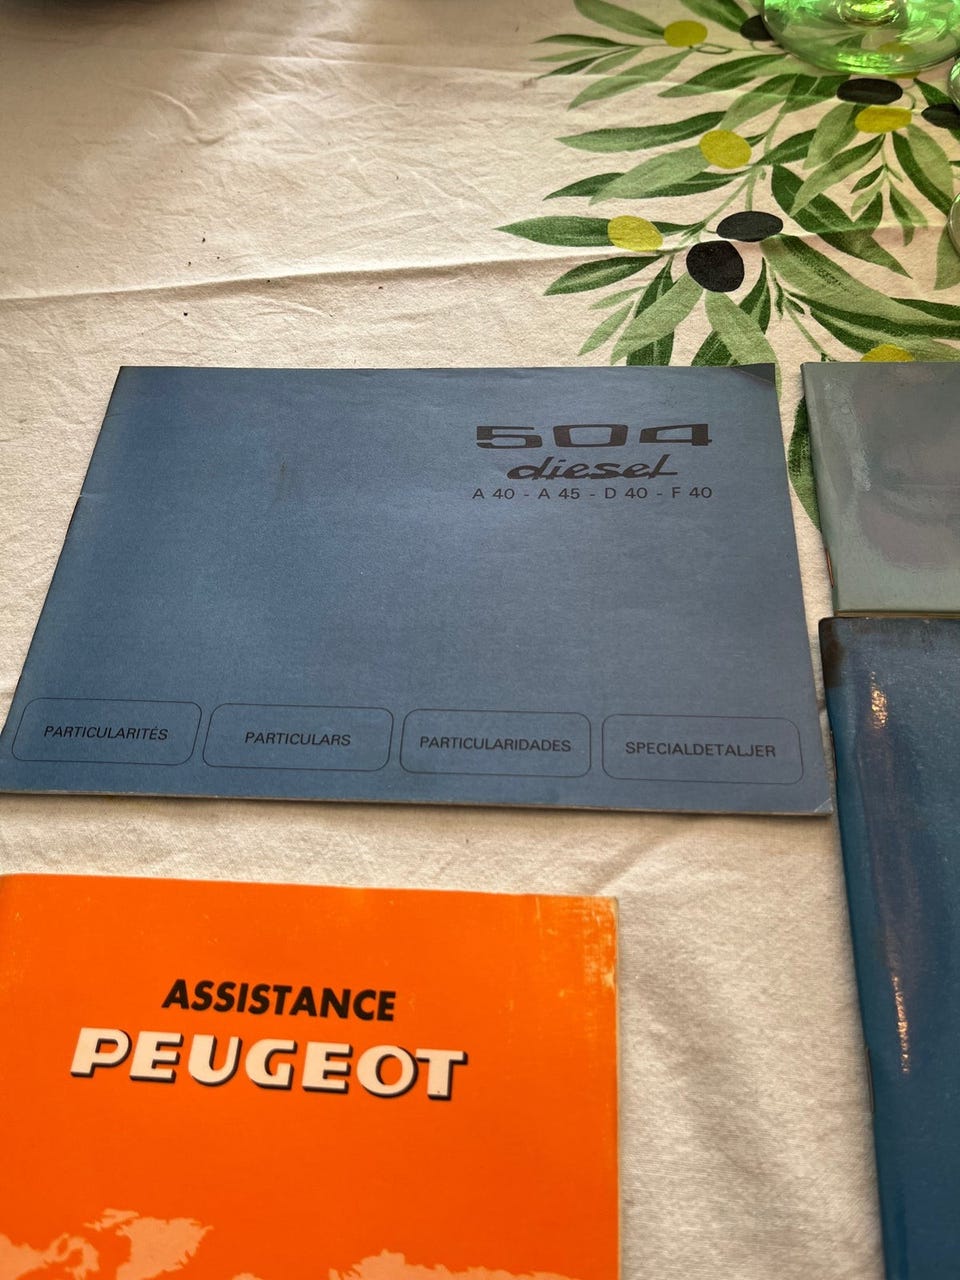 504
diesel
A 40 - A 45 - D 40 - F 40
PARTICULARITÉS
PARTICULARS
PARTICULARIDADES
SPECIALDETALJER
ASSISTANCE
PEUGEOT